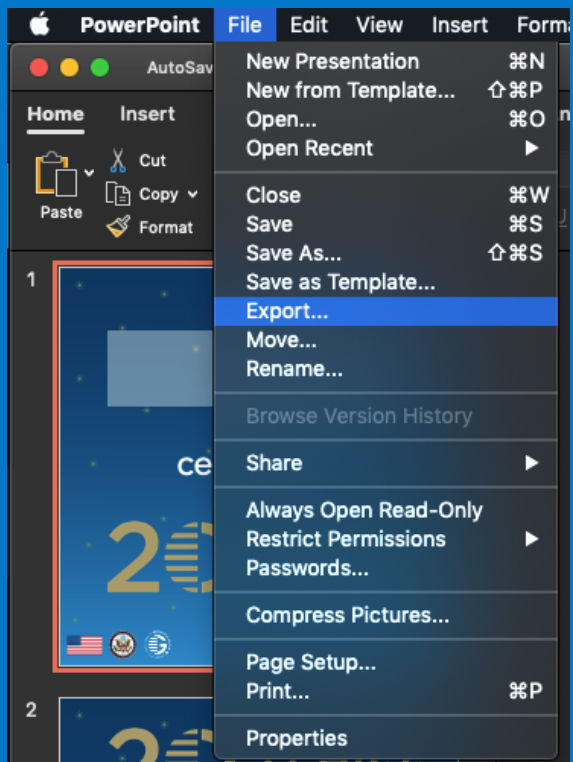 PowerPoint File Edit View Insert
AutoSav
Home Insert
Paste
Cut
Copy
Format
New Presentation ⌘N
New from Template... ⇧⌘P
Open... ⌘O
Open Recent ▶
Close ⌘W
Save ⌘S
Save As... ⇧⌘S
Save as Template...
Export...
Move...
Rename...
Browse Version History
Share ▶
Always Open Read-Only
Restrict Permissions ▶
Passwords...
Compress Pictures...
Page Setup...
Print... ⌘P
Properties
1
ce
20
2
20